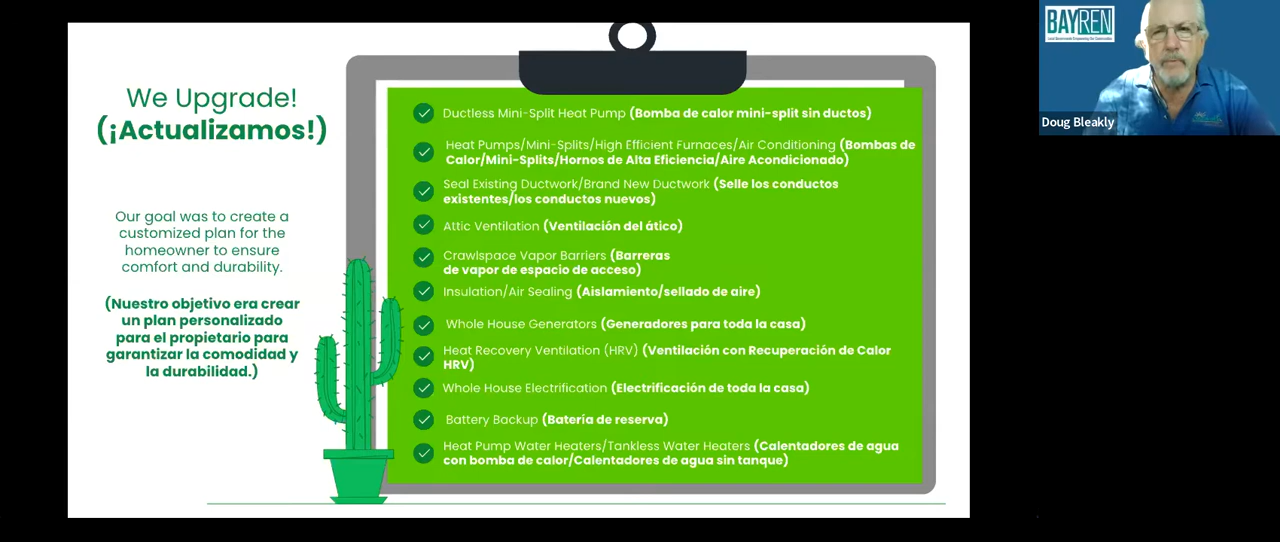 We Upgrade!
(¡Actualizamos!)
Our goal was to create a
customized plan for the
homeowner to ensure
comfort and durability.
(Nuestro objetivo era crear
un plan personalizado
para el propietario para
garantizar la comodidad y
la durabilidad.)
Ductless Mini-Split Heat Pump (Bomba de calor mini-split sin ductos)
Heat Pumps/Mini-Splits/High Efficient Furnaces/Air Conditioning (Bombas de
Calor/Mini-Splits/Hornos de Alta Eficiencia/Aire Acondicionado)
Seal Existing Ductwork/Brand New Ductwork (Selle los conductos
existentes/los conductos nuevos)
Attic Ventilation (Ventilación del ático)
Crawlspace Vapor Barriers (Barreras
de vapor de espacio de acceso)
Insulation/Air Sealing (Aislamiento/sellado de aire)
Whole House Generators (Generadores para toda la casa)
Heat Recovery Ventilation (HRV) (Ventilación con Recuperación de Calor
HRV)
Whole House Electrification (Electrificación de toda la casa)
Battery Backup (Batería de reserva)
Heat Pump Water Heaters/Tankless Water Heaters (Calentadores de agua
con bomba de calor/Calentadores de agua sin tanque)
BAYREN
Local Government Empowering Our Communities
Doug Bleakly